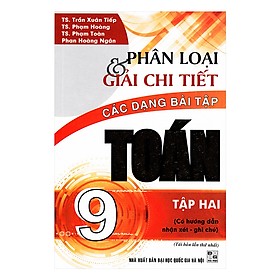 TS. Trần Xuân Tiếp
TS. Phạm Hoàng
TS. Phạm Toàn
Phan Hoàng Ngân
PHÂN LOẠI
& GIẢI CHI TIẾT
CÁC DẠNG BÀI TẬP
TOÁN
9
TẬP HAI
(Có hướng dẫn
nhận xét - ghi chú)
(Tái bản lần thứ nhất)
NHÀ XUẤT BẢN ĐẠI HỌC QUỐC GIA HÀ NỘI